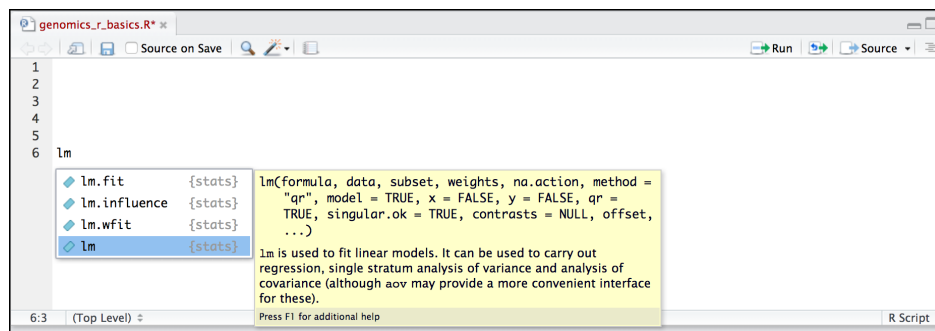 genomics_r_basics.R*
Source on Save
Run
Source
1
2
3
4
5
6 lm
lm.fit {stats}
lm.influence {stats}
lm.wfit {stats}
lm {stats}
lm(formula, data, subset, weights, na.action, method =
"qr", model = TRUE, x = FALSE, y = FALSE, qr =
TRUE, singular.ok = TRUE, contrasts = NULL, offset,
...)
lm is used to fit linear models. It can be used to carry out
regression, single stratum analysis of variance and analysis of
covariance (although aov may provide a more convenient interface
for these).
Press F1 for additional help
6:3 (Top Level) R Script